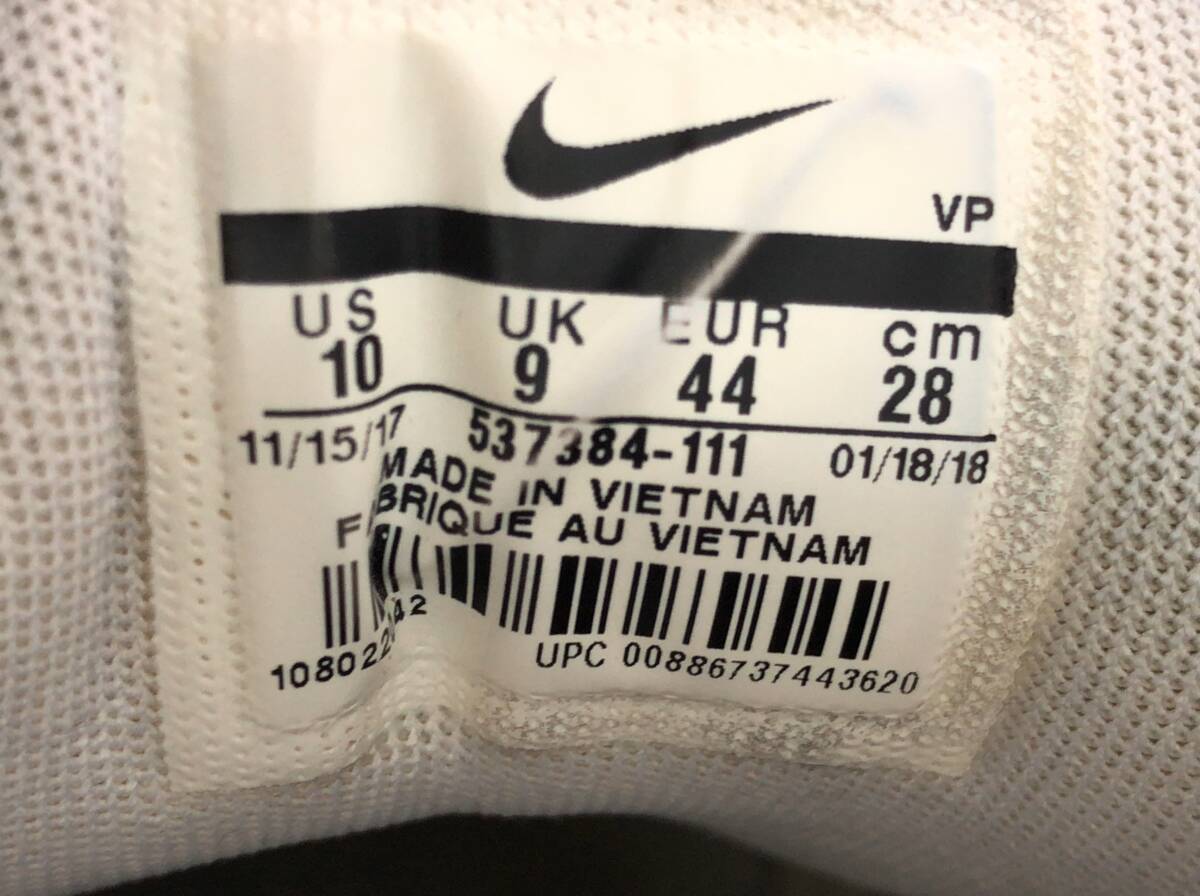 VP
US UK EUR cm
10 9 44 28
11/15/17 537384-111 01/18/18
MADE IN VIETNAM
FABRIQUE AU VIETNAM
UPC 00886737443620